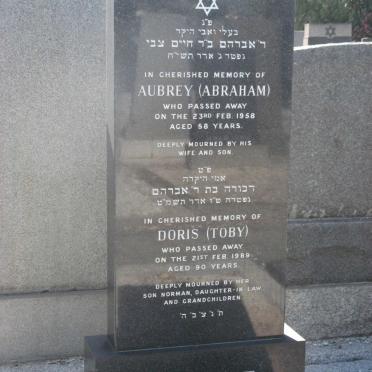 פ"נ
בעלי ואבי היקר
ר' אברהם ב"ר חיים צבי
נפטר ג' אדר תשי"ח
IN CHERISHED MEMORY OF
AUBREY (ABRAHAM)
WHO PASSED AWAY
ON THE 23RD FEB. 1958
AGED 58 YEARS.
DEEPLY MOURNED BY HIS
WIFE AND SON.
פ"ט
אמי היקרה
דבורה בת ר' אברהם
נפטרה ט"ז אדר תשמ"ט
IN CHERISHED MEMORY OF
DORIS (TOBY)
WHO PASSED AWAY
ON THE 21ST FEB. 1989
AGED 90 YEARS.
DEEPLY MOURNED BY HER
SON NORMAN, DAUGHTER-IN LAW
AND GRANDCHILDREN.
ת' נ' צ' ב' ה'